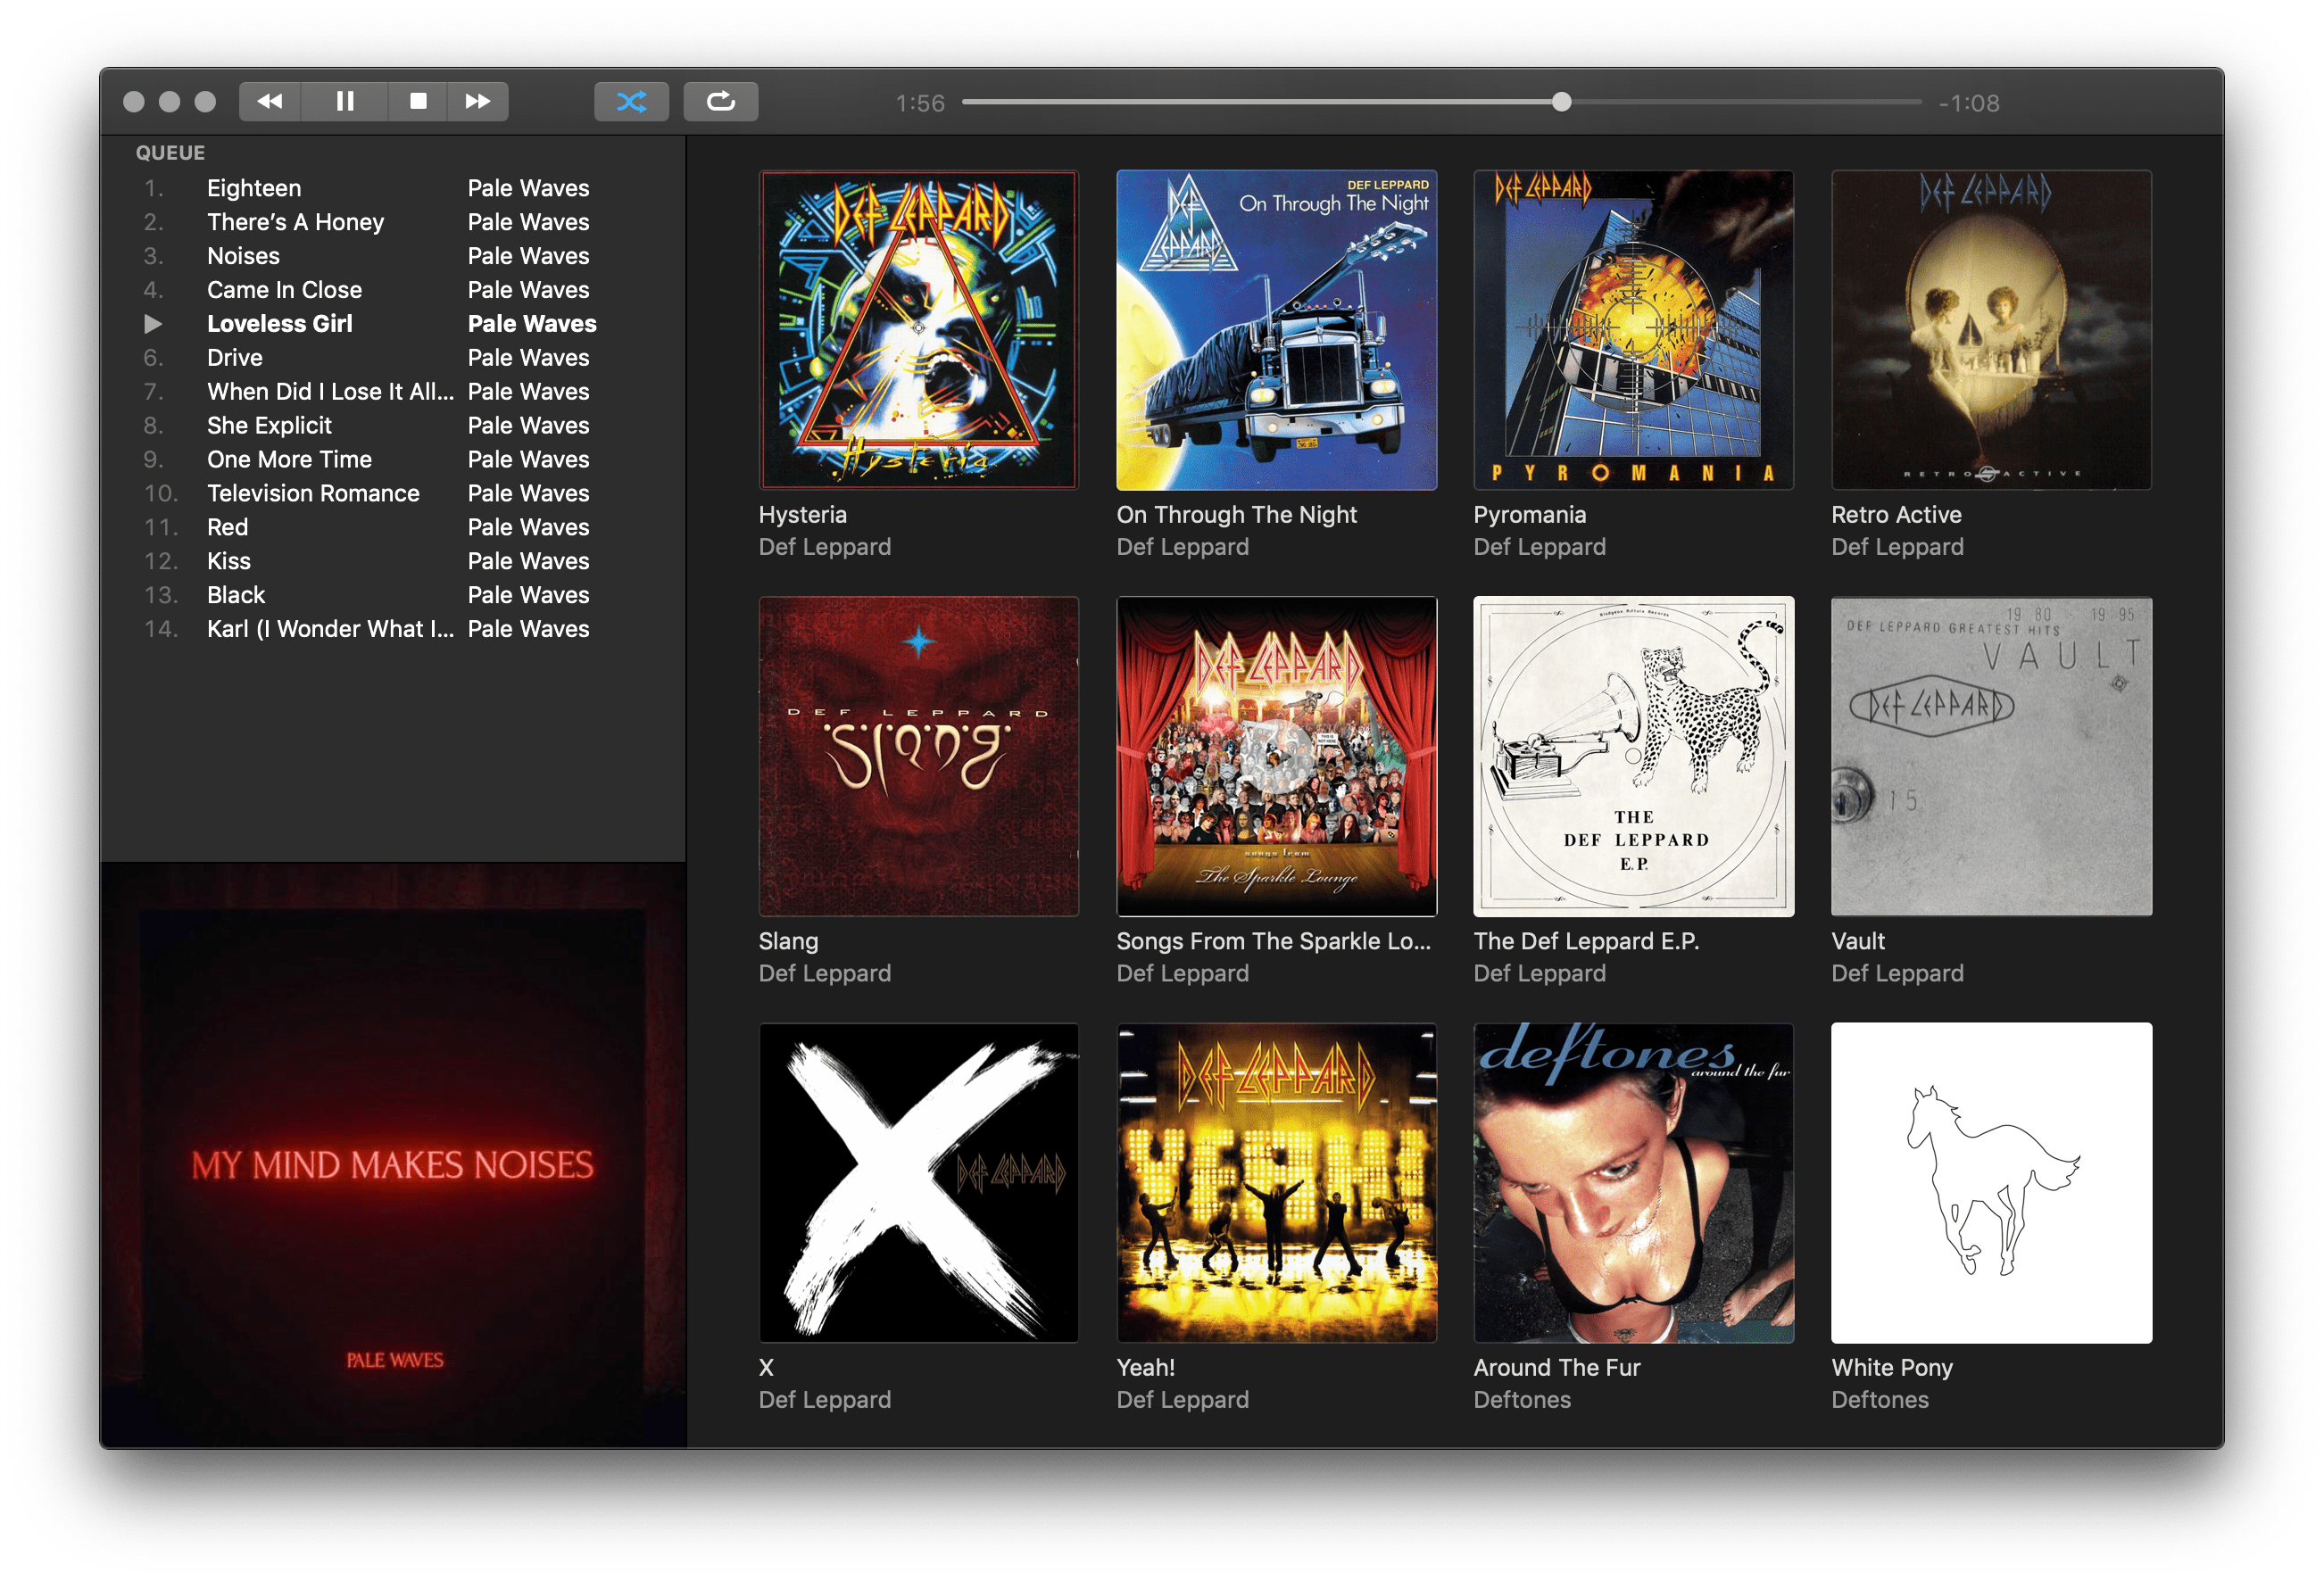 1:56
-1:08
QUEUE
1. Eighteen Pale Waves
2. There's A Honey Pale Waves
3. Noises Pale Waves
4. Came In Close Pale Waves
Loveless Girl Pale Waves
6. Drive Pale Waves
7. When Did I Lose It All... Pale Waves
8. She Explicit Pale Waves
9. One More Time Pale Waves
10. Television Romance Pale Waves
11. Red Pale Waves
12. Kiss Pale Waves
13. Black Pale Waves
14. Karl (I Wonder What I... Pale Waves
MY MIND MAKES NOISES
PALE WAVES
DEF LEPPARD
Hysteria
Hysteria
Def Leppard
DEF LEPPARD
On Through The Night
DEF LEPPARD
On Through The Night
Def Leppard
DEF LEPPARD
PYROMANIA
Pyromania
Def Leppard
DEF LEPPARD
RETRO ACTIVE
Retro Active
Def Leppard
DEF LEPPARD
Slang
Slang
Def Leppard
DEF LEPPARD
songs from
The Sparkle Lounge
Songs From The Sparkle Lo...
Def Leppard
THE
DEF LEPPARD
E.P.
The Def Leppard E.P.
Def Leppard
19 80 - 19 95
DEF LEPPARD GREATEST HITS
VAULT
DEF LEPPARD
15
Vault
Def Leppard
X
DEF LEPPARD
X
Def Leppard
DEF LEPPARD
YEAH!
Yeah!
Def Leppard
deftones
around the fur
Around The Fur
Deftones
White Pony
Deftones